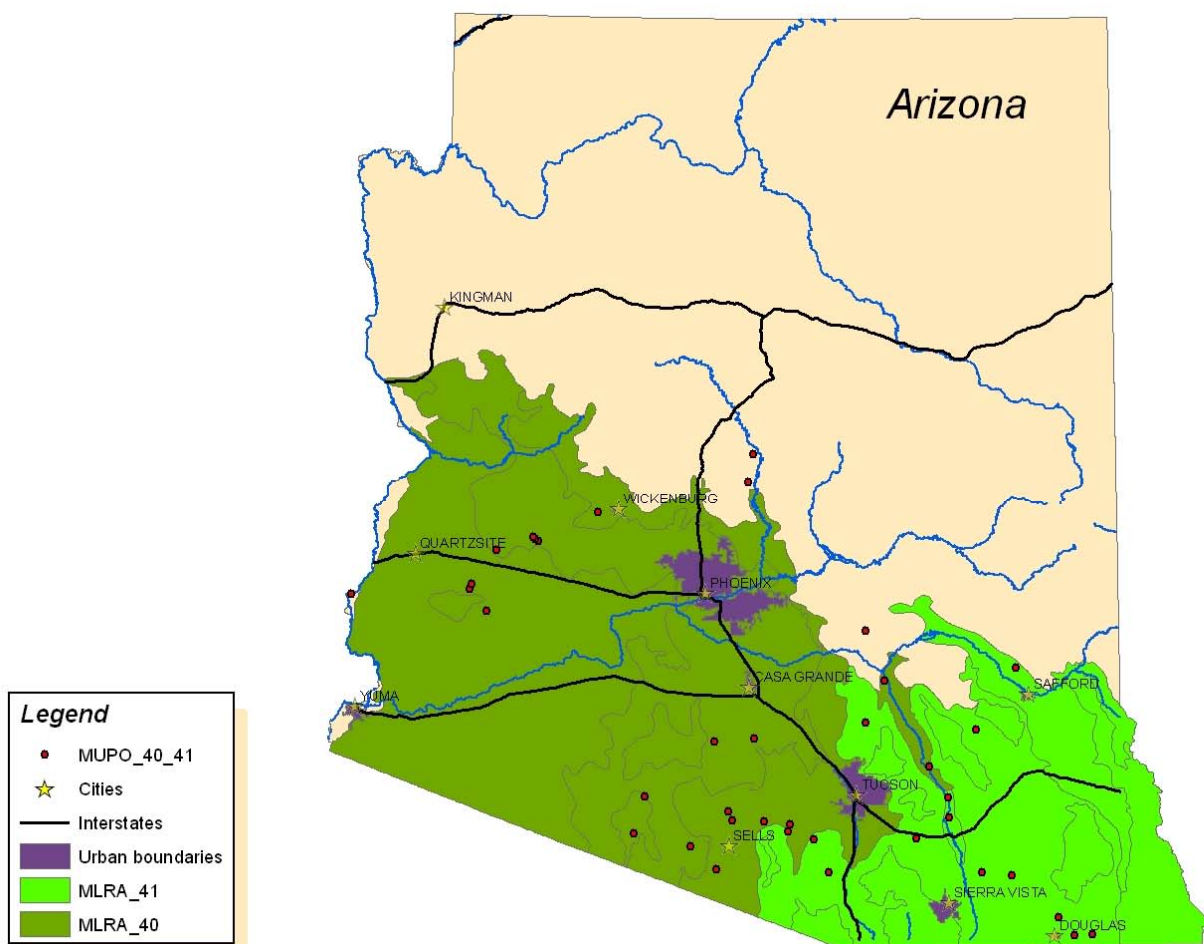 Arizona
KINGMAN
WICKENBURG
QUARTZSITE
PHOENIX
CASA GRANDE
SAFFORD
YUMA
TUCSON
SELLS
SIERRA VISTA
DOUGLAS
Legend
MUPO_40_41
Cities
Interstates
Urban boundaries
MLRA_41
MLRA_40